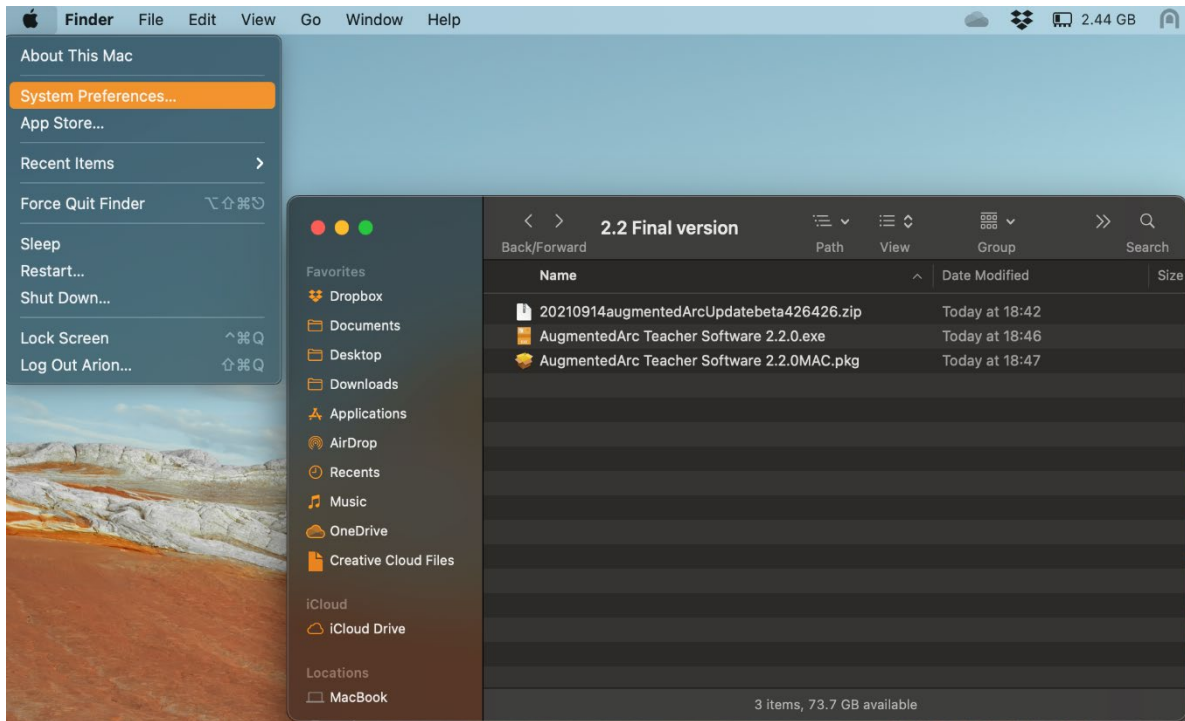 Finder File Edit View Go Window Help 2.44 GB
About This Mac
System Preferences...
App Store...
Recent Items
Force Quit Finder ⌥⇧⌘⎋
Sleep
Restart...
Shut Down...
Lock Screen ^⌘Q
Log Out Arion... ⇧⌘Q
2.2 Final version
Back/Forward Path View Group Search
Favorites
Dropbox
Documents
Desktop
Downloads
Applications
AirDrop
Recents
Music
OneDrive
Creative Cloud Files
iCloud
iCloud Drive
Locations
MacBook
Name Date Modified Size
20210914augmentedArcUpdatebeta426426.zip Today at 18:42
AugmentedArc Teacher Software 2.2.0.exe Today at 18:46
AugmentedArc Teacher Software 2.2.0MAC.pkg Today at 18:47
3 items, 73.7 GB available